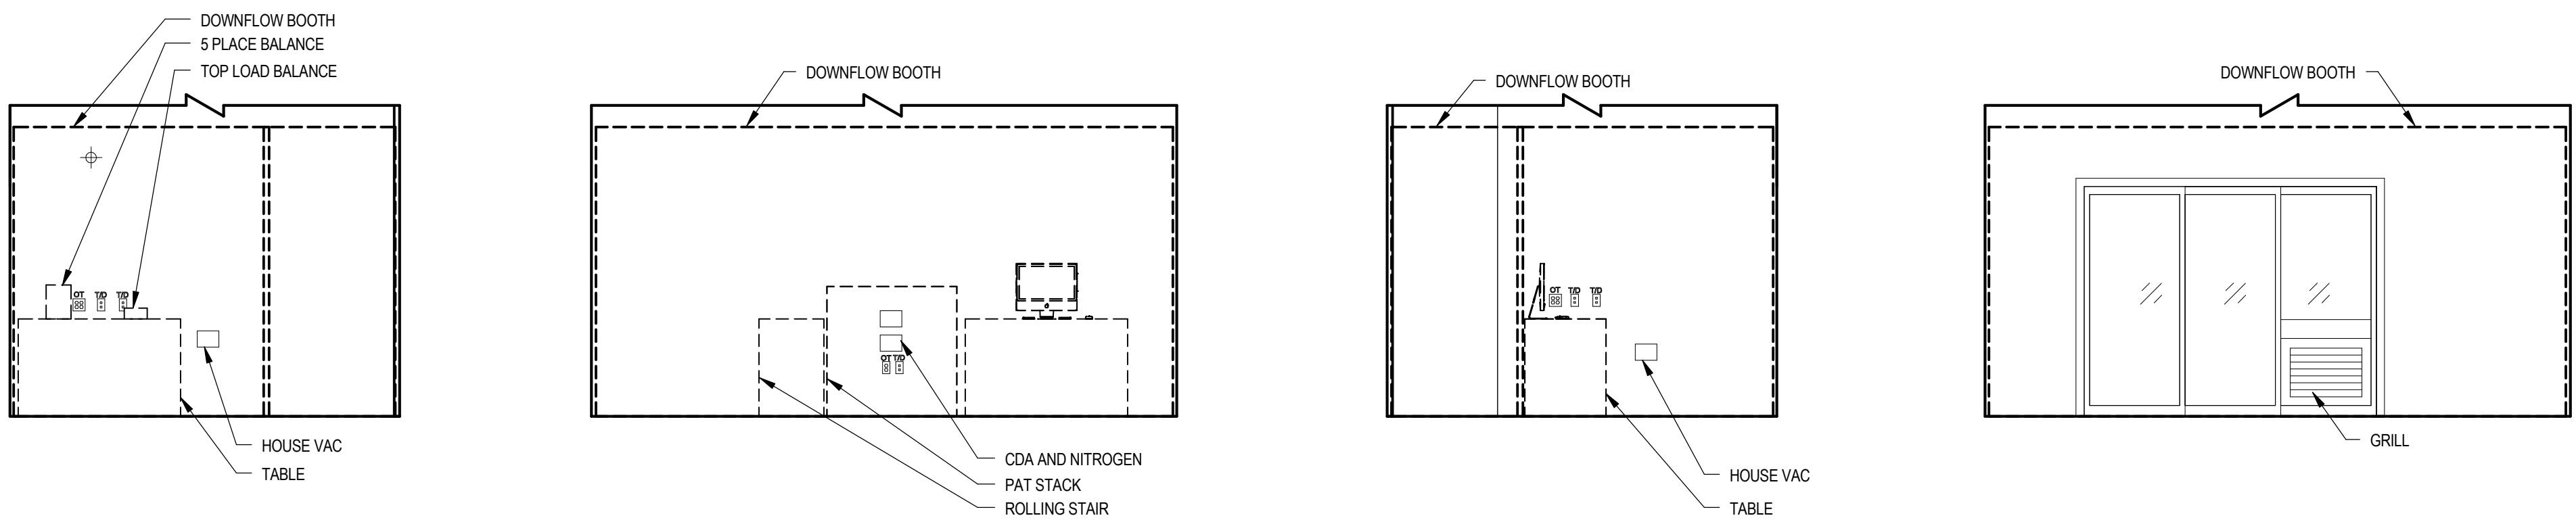 DOWNFLOW BOOTH
5 PLACE BALANCE
TOP LOAD BALANCE
OT T/D T/D
HOUSE VAC
TABLE
DOWNFLOW BOOTH
OT T/D
CDA AND NITROGEN
PAT STACK
ROLLING STAIR
DOWNFLOW BOOTH
OT T/D T/D
HOUSE VAC
TABLE
DOWNFLOW BOOTH
GRILL